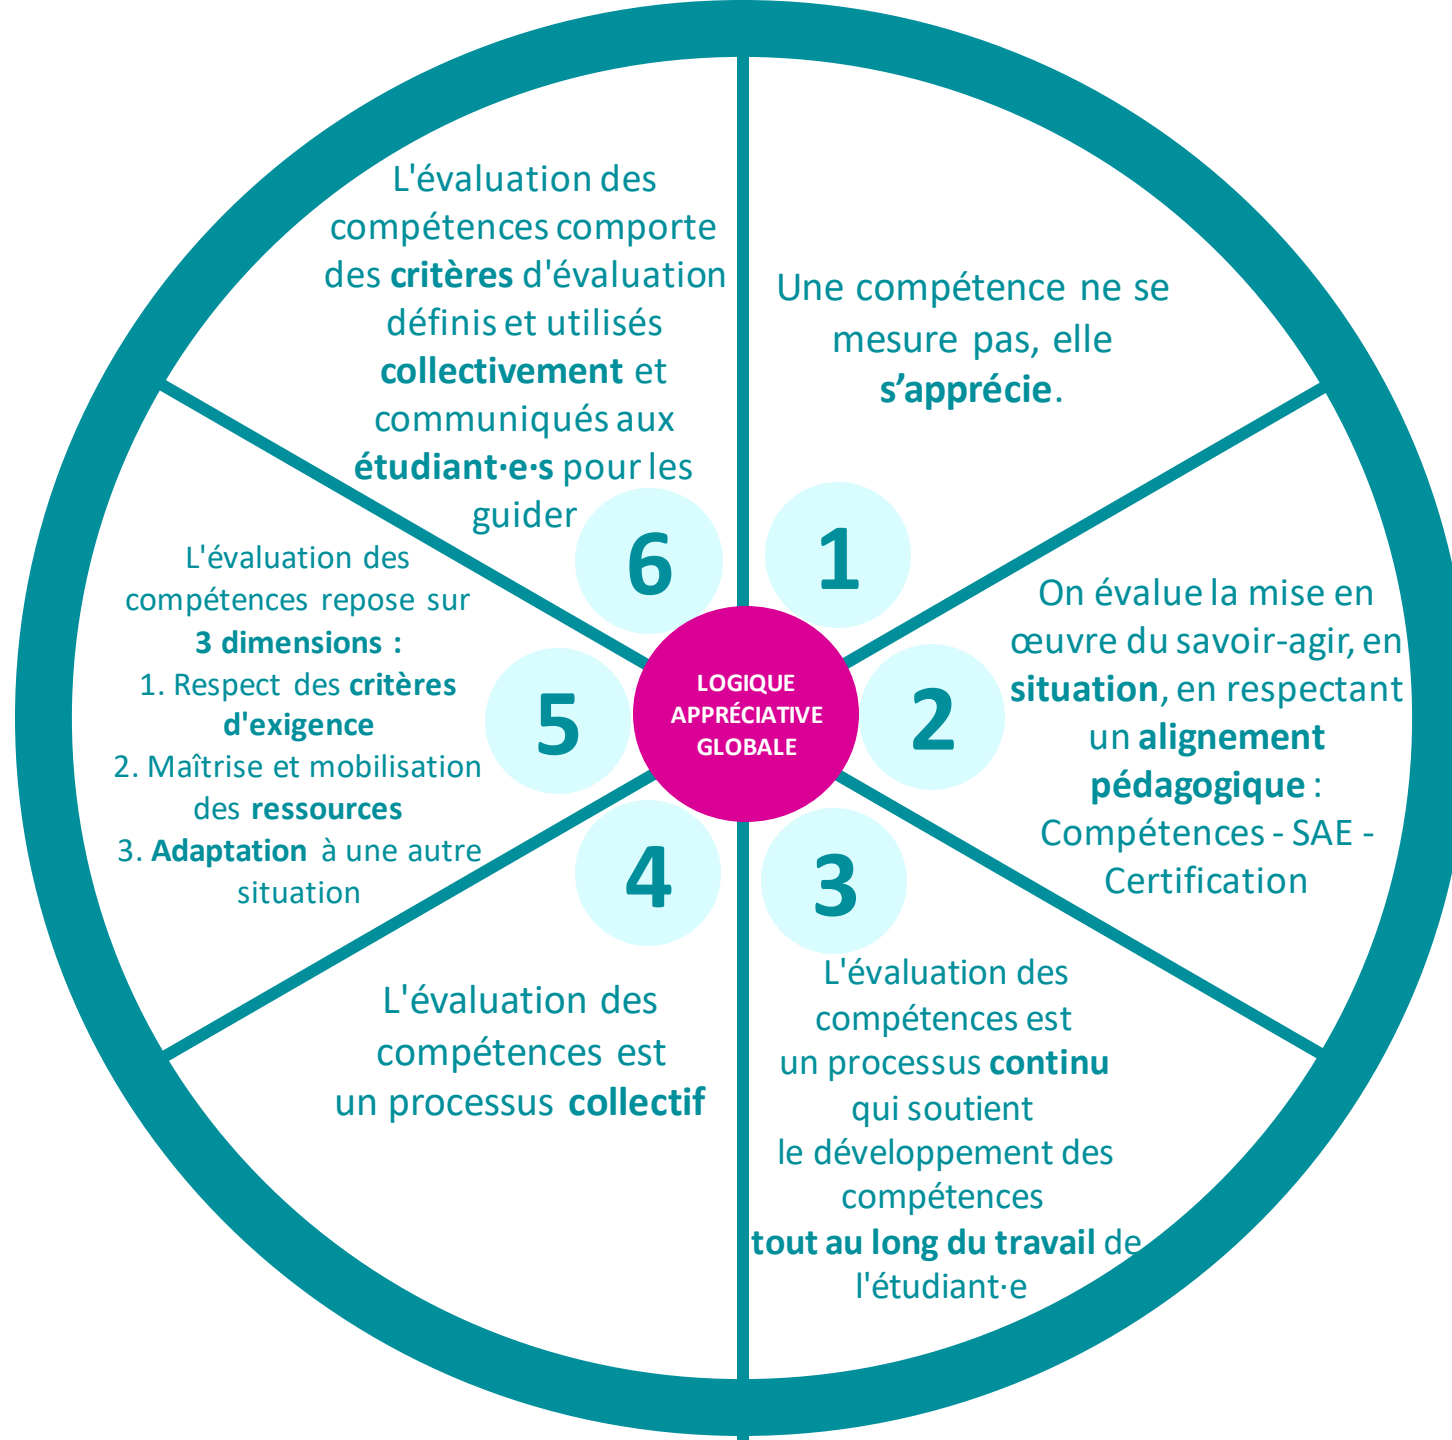 L'évaluation des
compétences comporte
des critères d'évaluation
définis et utilisés
collectivement et
communiqués aux
étudiant·e·s pour les
guider
6
Une compétence ne se
mesure pas, elle
s’apprécie.
1
On évalue la mise en
œuvre du savoir-agir, en
situation, en respectant
un alignement
pédagogique :
Compétences - SAE -
Certification
2
L'évaluation des
compétences est
un processus continu
qui soutient
le développement des
compétences
tout au long du travail de
l'étudiant·e
3
L'évaluation des
compétences est
un processus collectif
4
L'évaluation des
compétences repose sur
3 dimensions :
1. Respect des critères
d'exigence
2. Maîtrise et mobilisation
des ressources
3. Adaptation à une autre
situation
5
LOGIQUE
APPRÉCIATIVE
GLOBALE